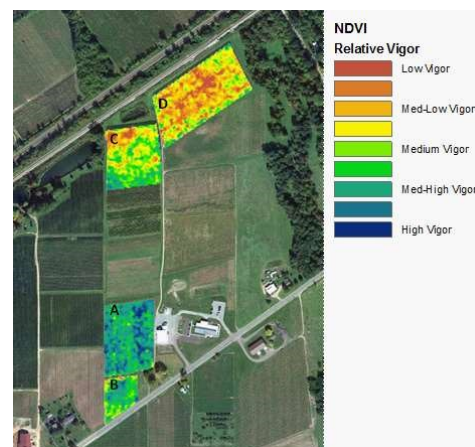 NDVI
Relative Vigor
Low Vigor
Med-Low Vigor
Medium Vigor
Med-High Vigor
High Vigor
D
C
A
B